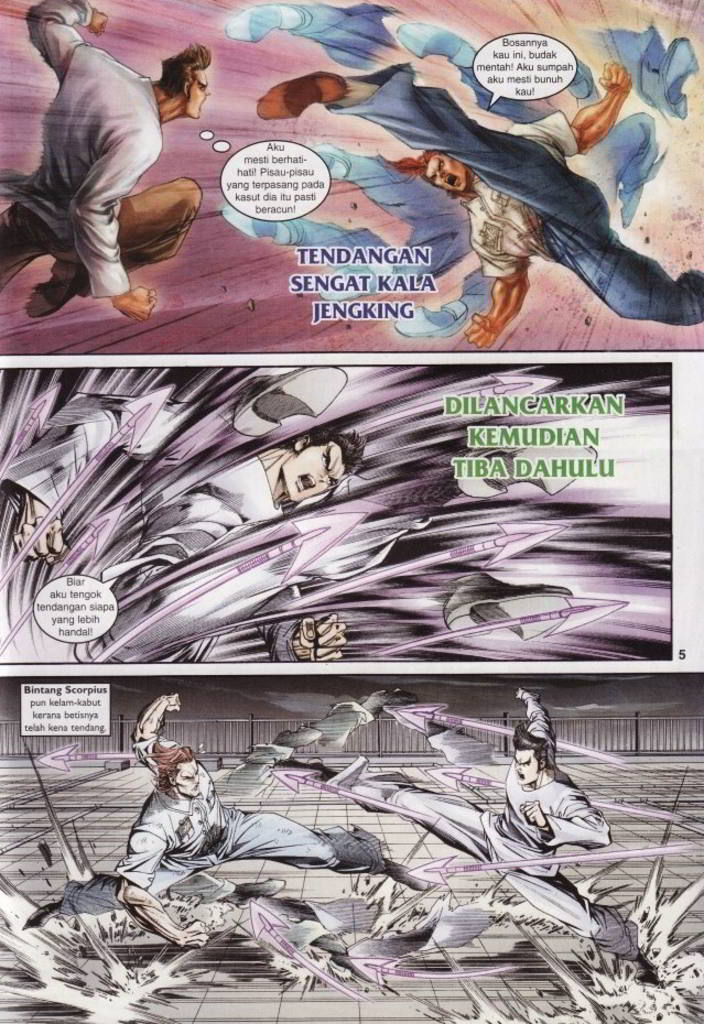 Bosannya
kau ini, budak
mentah! Aku sumpah
aku mesti bunuh
kau!
Aku
mesti berhati-
hati! Pisau-pisau
yang terpasang pada
kasut dia itu pasti
beracun!
TENDANGAN
SENGAT KALA
JENGKING
DILANCARKAN
KEMUDIAN
TIBA DAHULU
Biar
aku tengok
tendangan siapa
yang lebih
handal!
5
Bintang Scorpius
pun kelam-kabut
kerana betisnya
telah kena tendang.